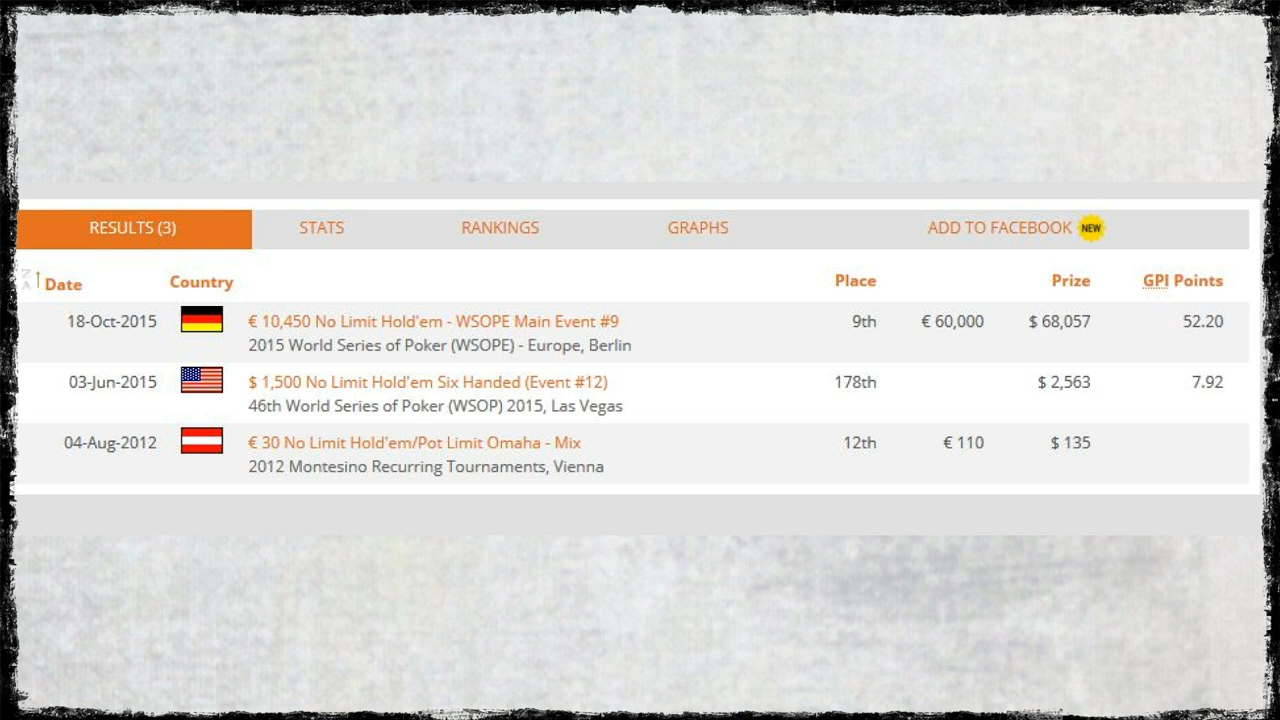 RESULTS (3) STATS RANKINGS GRAPHS ADD TO FACEBOOK NEW
Z A Date Country Place Prize GPI Points
18-Oct-2015 € 10,450 No Limit Hold'em - WSOPE Main Event #9 9th € 60,000 $ 68,057 52.20
2015 World Series of Poker (WSOPE) - Europe, Berlin
03-Jun-2015 $ 1,500 No Limit Hold'em Six Handed (Event #12) 178th $ 2,563 7.92
46th World Series of Poker (WSOP) 2015, Las Vegas
04-Aug-2012 € 30 No Limit Hold'em/Pot Limit Omaha - Mix 12th € 110 $ 135
2012 Montesino Recurring Tournaments, Vienna